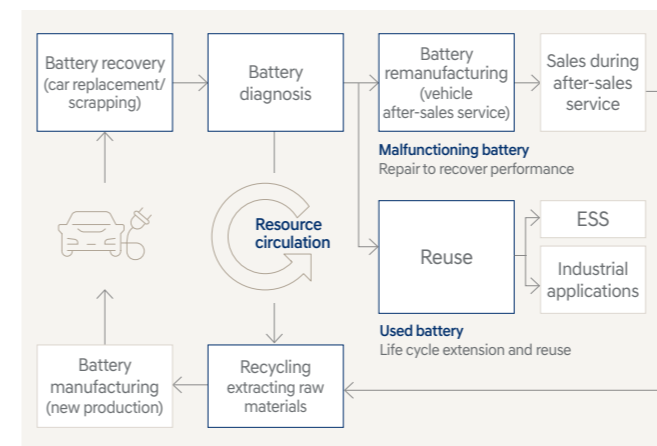 Battery recovery
(car replacement/
scrapping)
Battery
diagnosis
Battery
remanufacturing
(vehicle
after-sales service)
Sales during
after-sales
service
Malfunctioning battery
Repair to recover performance
Resource
circulation
Reuse
ESS
Industrial
applications
Used battery
Life cycle extension and reuse
Battery
manufacturing
(new production)
Recycling
extracting raw
materials